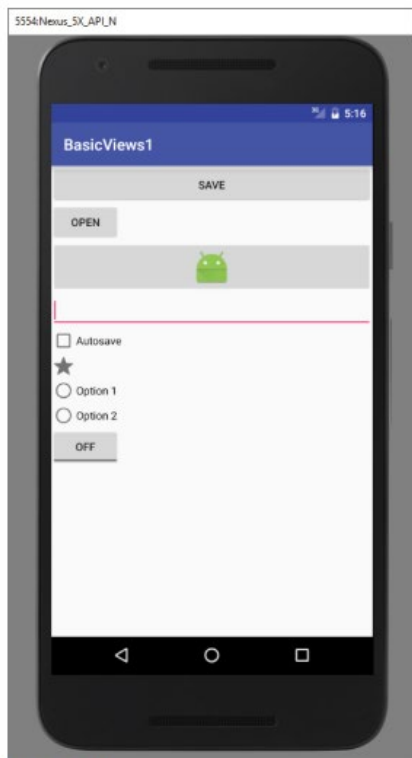 5554:Nexus_5X_API_N
5:16
BasicViews1
SAVE
OPEN
Autosave
Option 1
Option 2
OFF